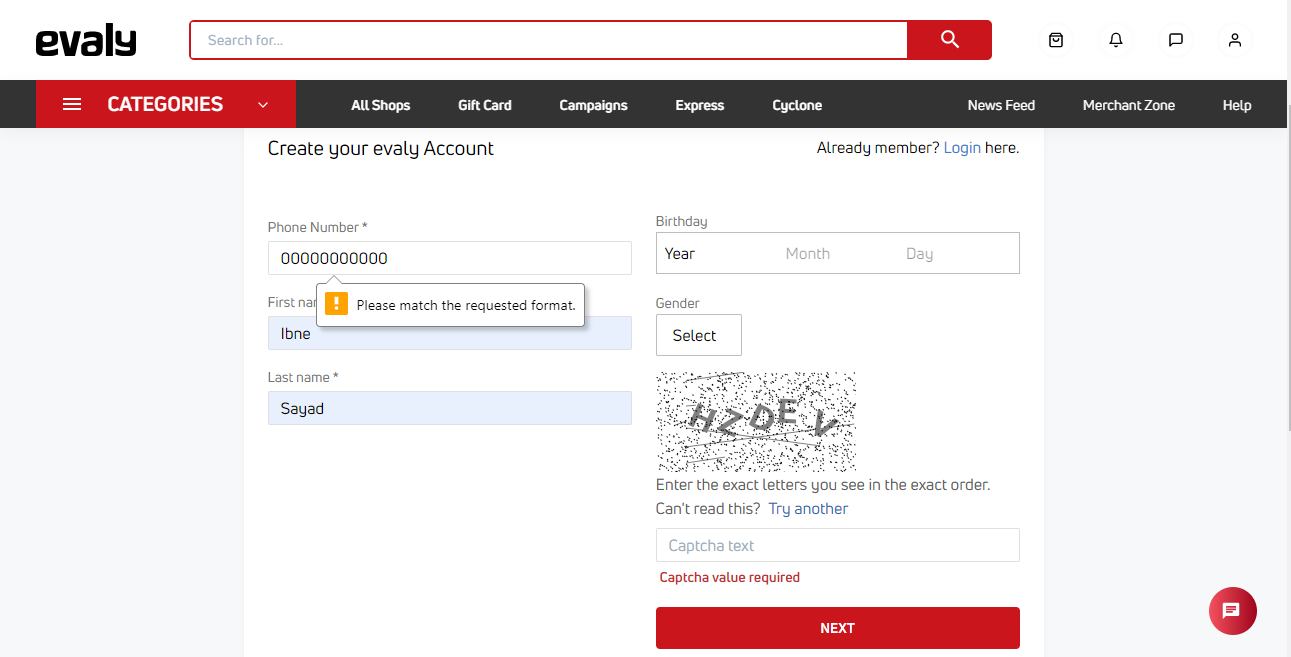 evaly
Search for...
CATEGORIES All Shops Gift Card Campaigns Express Cyclone News Feed Merchant Zone Help
Create your evaly Account
Already member? Login here.
Phone Number *
00000000000
Please match the requested format.
First nam
Ibne
Last name *
Sayad
Birthday
Year Month Day
Gender
Select
HZDEV
Enter the exact letters you see in the exact order.
Can't read this? Try another
Captcha text
Captcha value required
NEXT